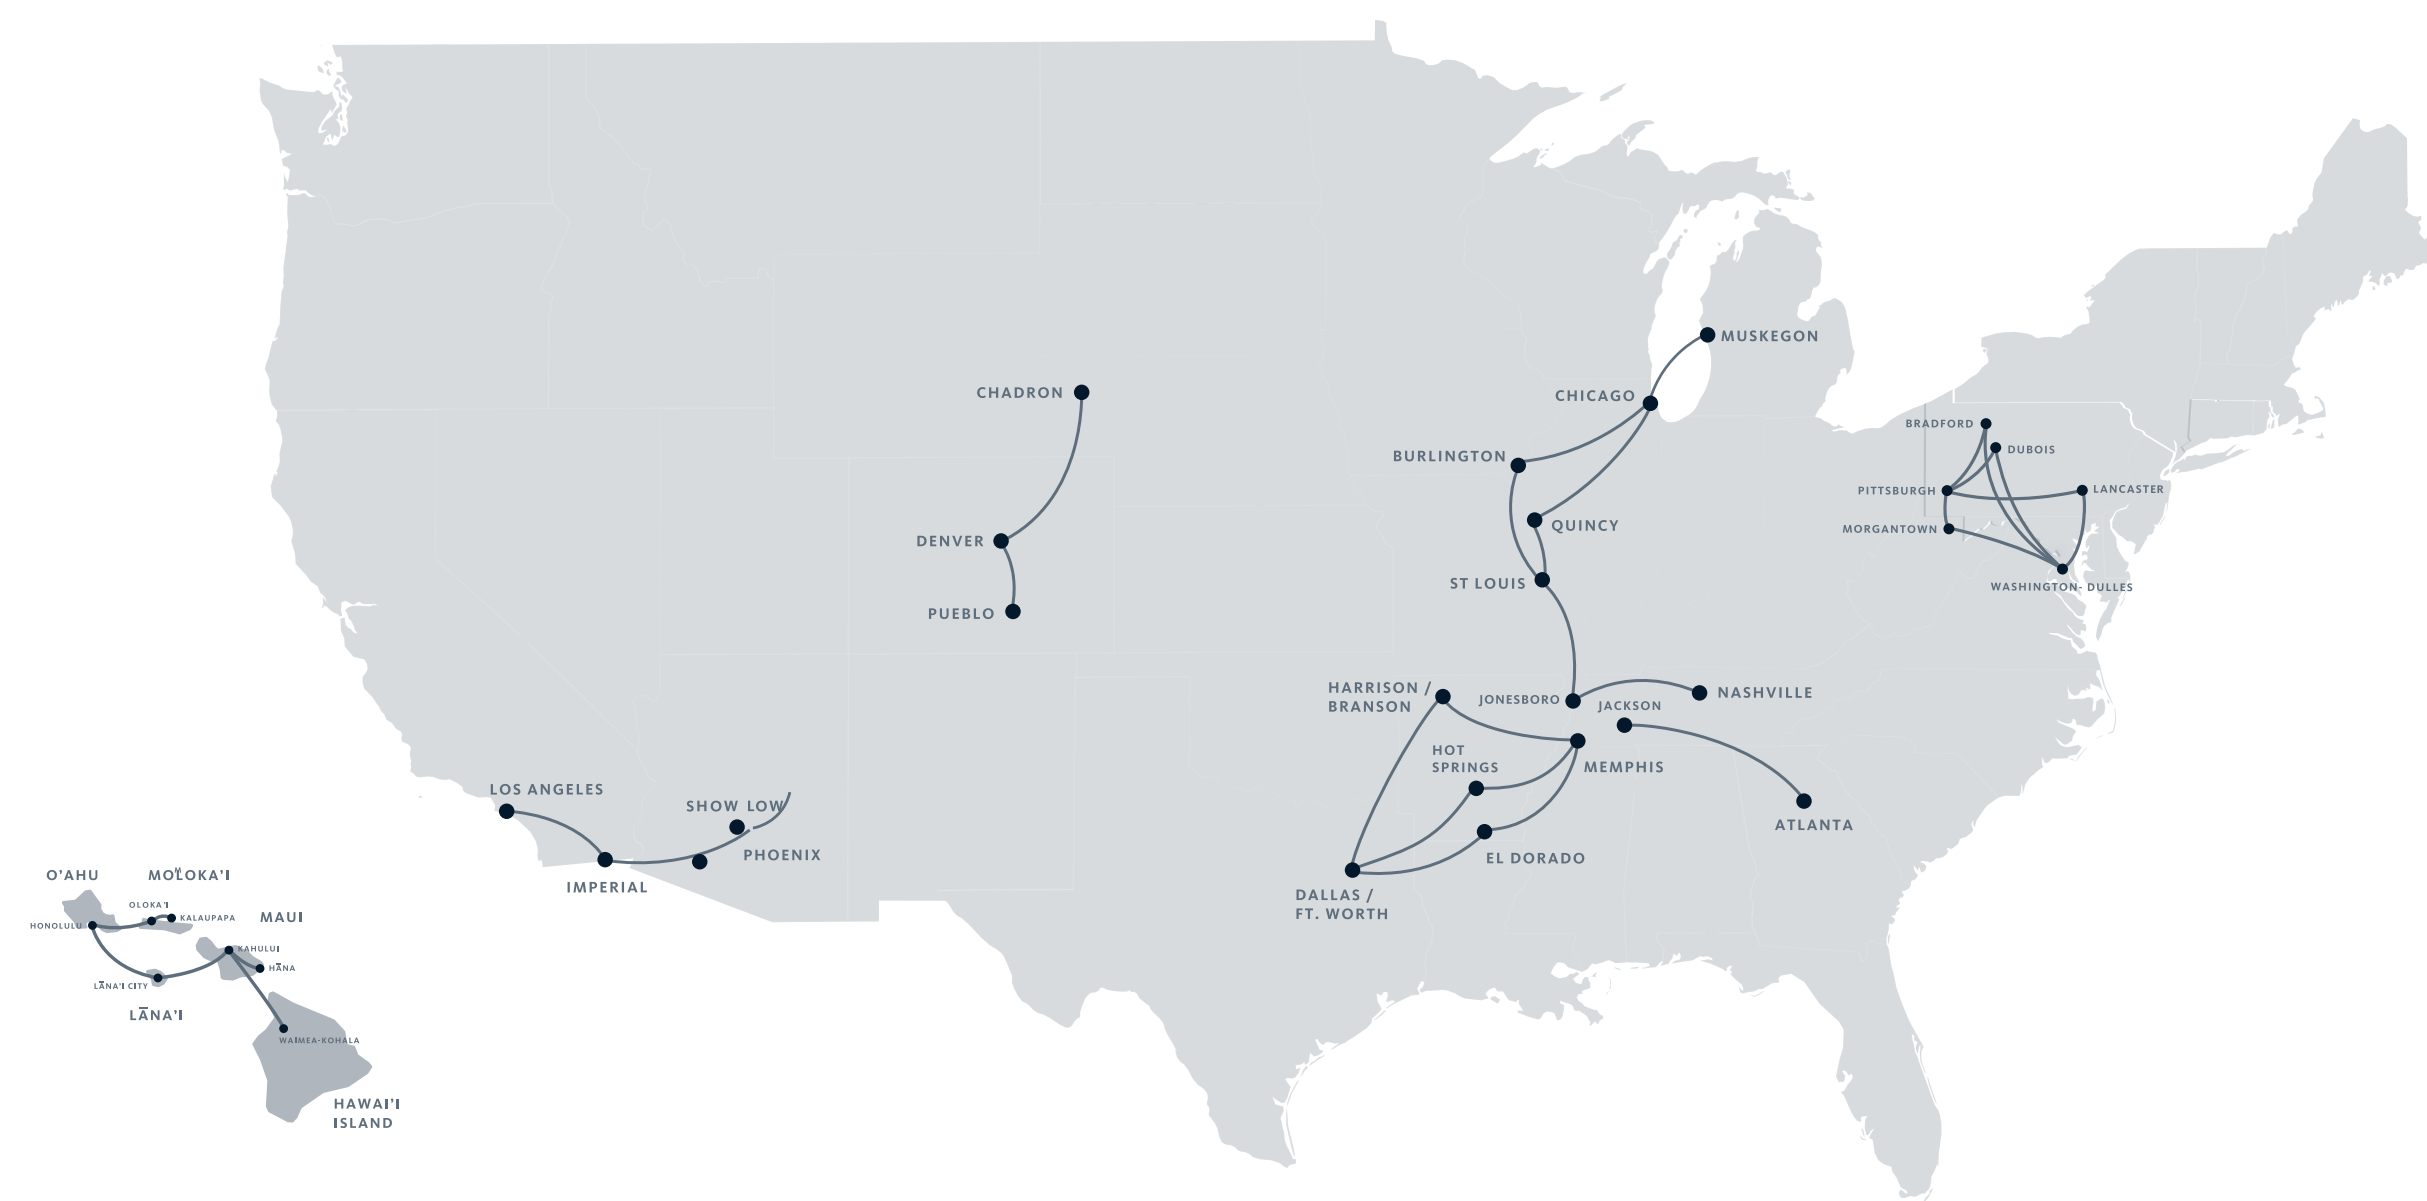 MUSKEGON
CHADRON
CHICAGO
BRADFORD
DUBOIS
BURLINGTON
PITTSBURGH
LANCASTER
QUINCY
MORGANTOWN
DENVER
ST LOUIS
WASHINGTON- DULLES
PUEBLO
HARRISON /
BRANSON
JONESBORO
NASHVILLE
JACKSON
HOT
SPRINGS
MEMPHIS
LOS ANGELES
SHOW LOW
ATLANTA
PHOENIX
EL DORADO
IMPERIAL
DALLAS /
FT. WORTH
O'AHU
MOLOKA'I
OLOKA'I
KALAUPAPA
MAUI
HONOLULU
KAHULUI
HĀNA
LĀNA'I CITY
LĀNA'I
WAIMEA-KOHALA
HAWAI'I
ISLAND